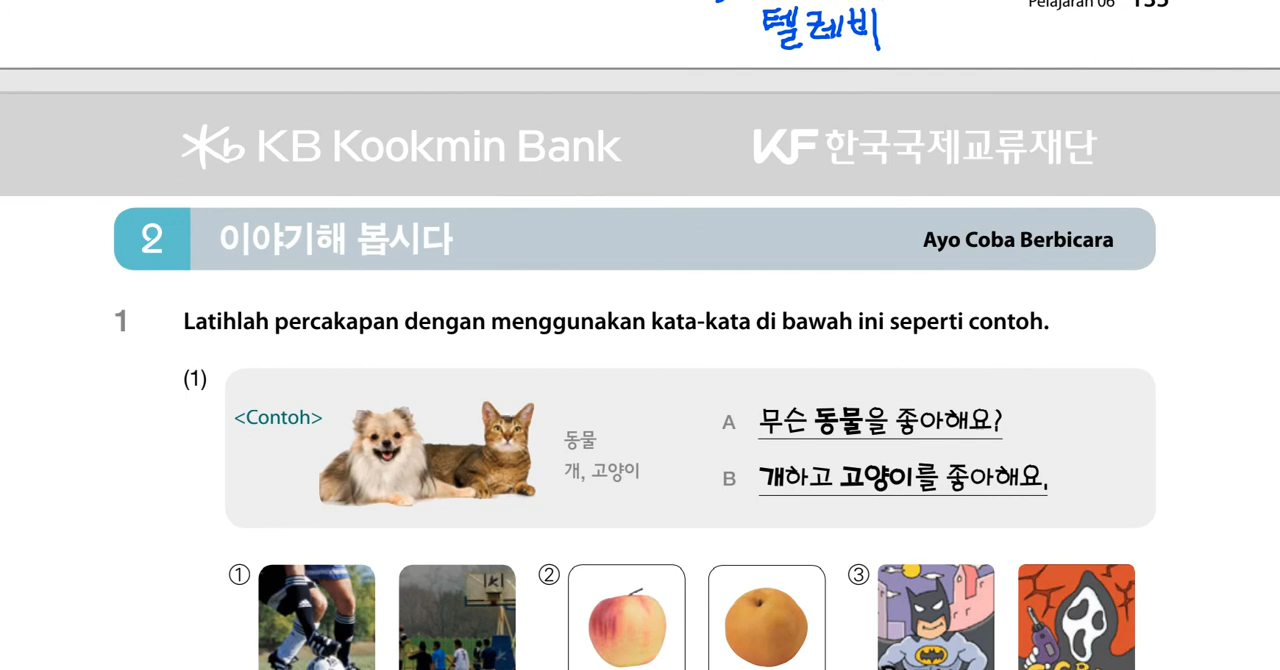 Pelajaran 06 135
텔레비
KB KB Kookmin Bank
KF 한국국제교류재단
2 이야기해 봅시다 Ayo Coba Berbicara
1 Latihlah percakapan dengan menggunakan kata-kata di bawah ini seperti contoh.
(1)
<Contoh>
동물
개, 고양이
A 무슨 동물을 좋아해요?
B 개하고 고양이를 좋아해요.
① ② ③